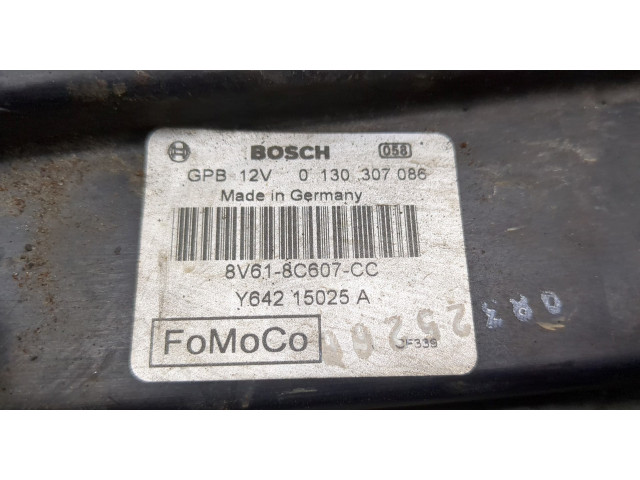 BOSCH 058
GPB 12V 0 130 307 086
Made in Germany
8V61-8C607-CC
Y642 15025 A
FoMoCo